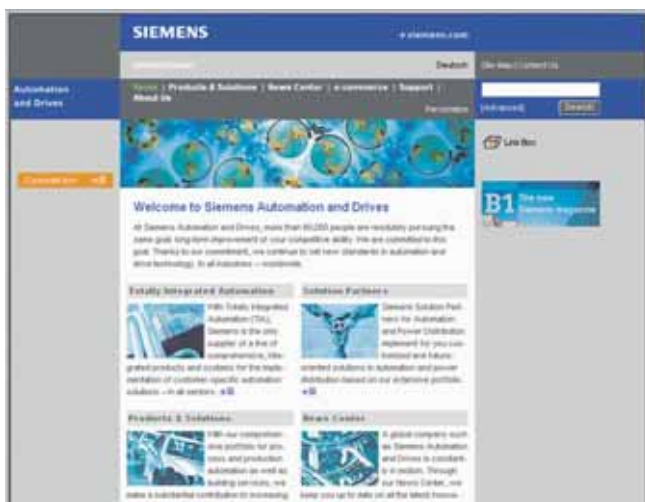 SIEMENS
Deutsch
Site Map | Contact Us
Automation
and Drives
Home | Products & Solutions | News Center | e-commerce | Support |
About Us
[Advanced] Search
Link Box
B1 The new
Siemens magazine
Welcome to Siemens Automation and Drives
At Siemens Automation and Drives, more than 60,000 people are resolutely pursuing the
same goal: long-term improvement of your competitive ability. We are committed to this
goal. Thanks to our commitment, we continue to set new standards in automation and
drive technology. In all industries – worldwide.
Totally Integrated Automation
With Totally Integrated
Automation (TIA),
Siemens is the only
supplier of a line of
comprehensive, inte-
grated products and systems for the imple-
mentation of customer-specific automation
solutions – in all sectors.
Solution Partners
Siemens Solution Part-
ners for Automation
and Power Distribution
implement for you cus-
tomized and future-
oriented solutions in automation and power
distribution based on our extensive portfolio.
Products & Solutions
With our comprehen-
sive portfolio for pro-
cess and production
automation as well as
building services, we
make a substantial contribution to increasing
News Center
A global company such
as Siemens Automation
and Drives is constant-
ly in motion. Through
our News Center, we
keep you up to date on all the latest